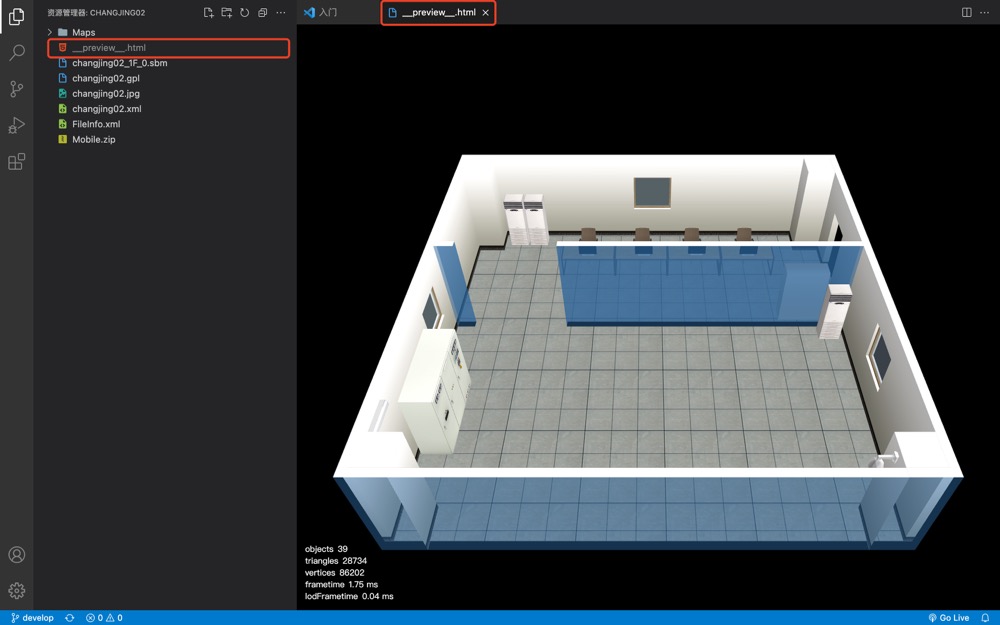 资源管理器: CHANGJING02
入门
__preview__.html
Maps
__preview__.html
changjing02_1F_0.sbm
changjing02.gpl
changjing02.jpg
changjing02.xml
FileInfo.xml
Mobile.zip
objects 39
triangles 28734
vertices 86202
frametime 1.75 ms
lodFrametime 0.04 ms
develop
0
0
Go Live